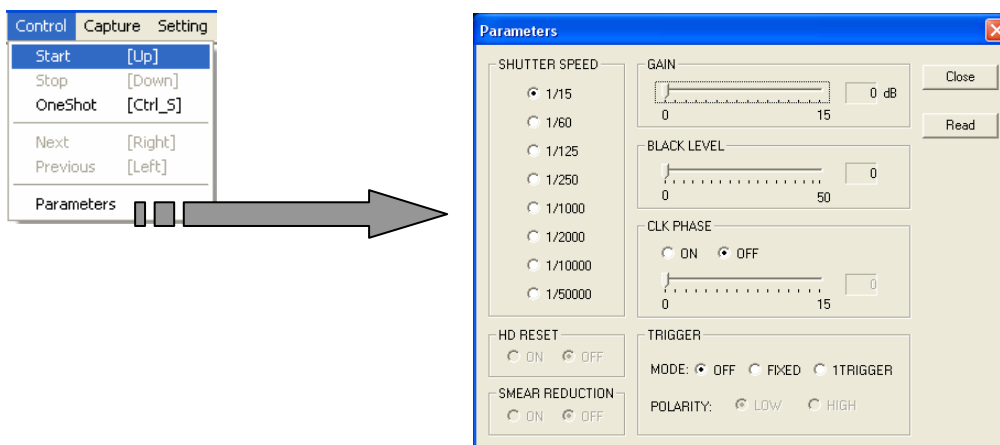 Control Capture Setting
Start [Up]
Stop [Down]
OneShot [Ctrl_S]
Next [Right]
Previous [Left]
Parameters
Parameters
SHUTTER SPEED
1/15
1/60
1/125
1/250
1/1000
1/2000
1/10000
1/50000
HD RESET
ON OFF
SMEAR REDUCTION
ON OFF
GAIN
0 dB
0 15
BLACK LEVEL
0
0 50
CLK PHASE
ON OFF
0
0 15
TRIGGER
MODE: OFF FIXED 1TRIGGER
POLARITY: LOW HIGH
Close
Read